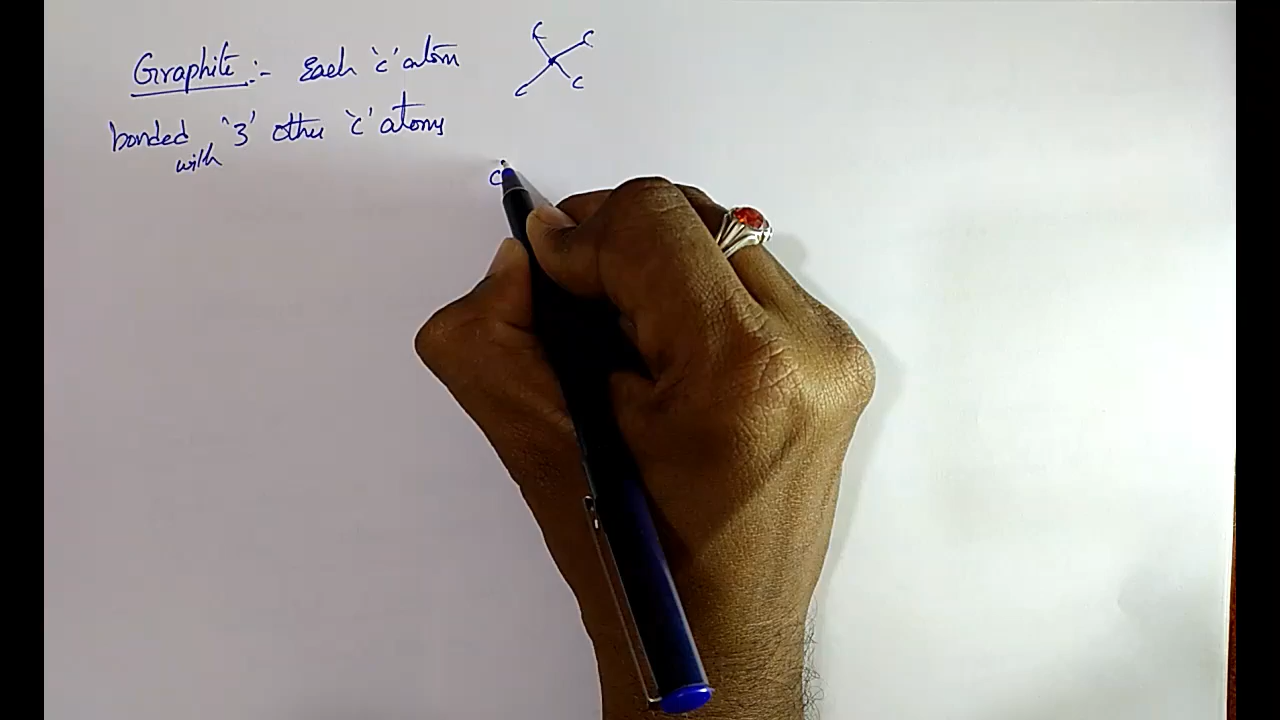 Graphite :- Each 'c' atom
bonded with '3' other 'c' atoms
C C
C C
C